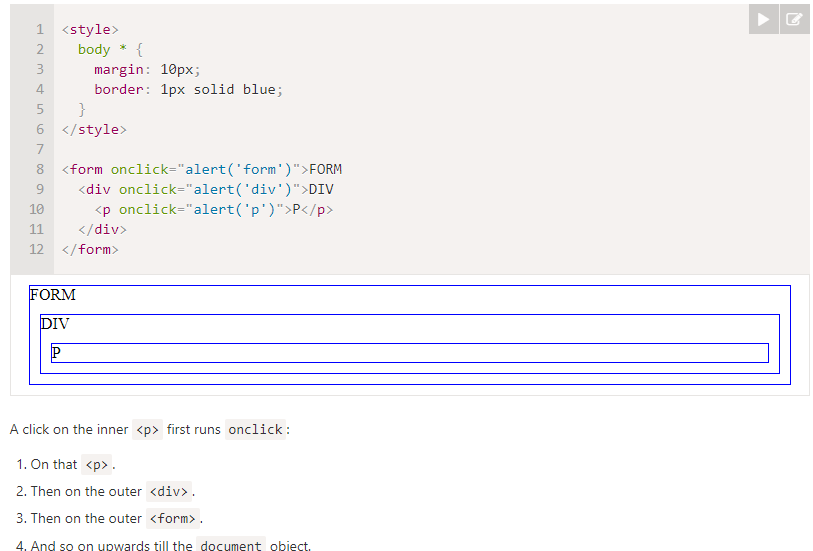 1 <style>
2   body * {
3     margin: 10px;
4     border: 1px solid blue;
5   }
6 </style>
7
8 <form onclick="alert('form')">FORM
9   <div onclick="alert('div')">DIV
10     <p onclick="alert('p')">P</p>
11   </div>
12 </form>
FORM
DIV
P
A click on the inner <p> first runs onclick:
1. On that <p>.
2. Then on the outer <div>.
3. Then on the outer <form>.
4. And so on upwards till the document object.